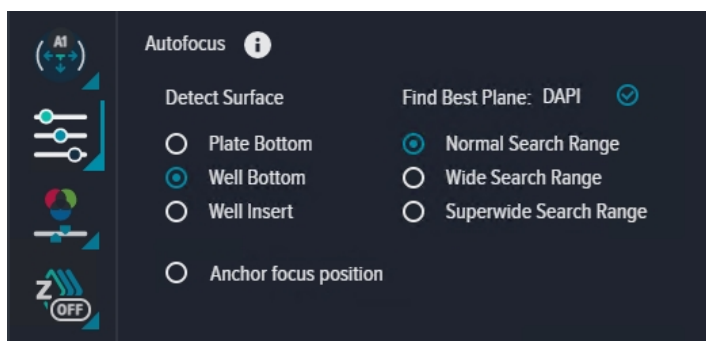 A1
T
Autofocus i
Detect Surface
Plate Bottom
Well Bottom
Well Insert
Anchor focus position
Find Best Plane: DAPI
Normal Search Range
Wide Search Range
Superwide Search Range
Z
OFF